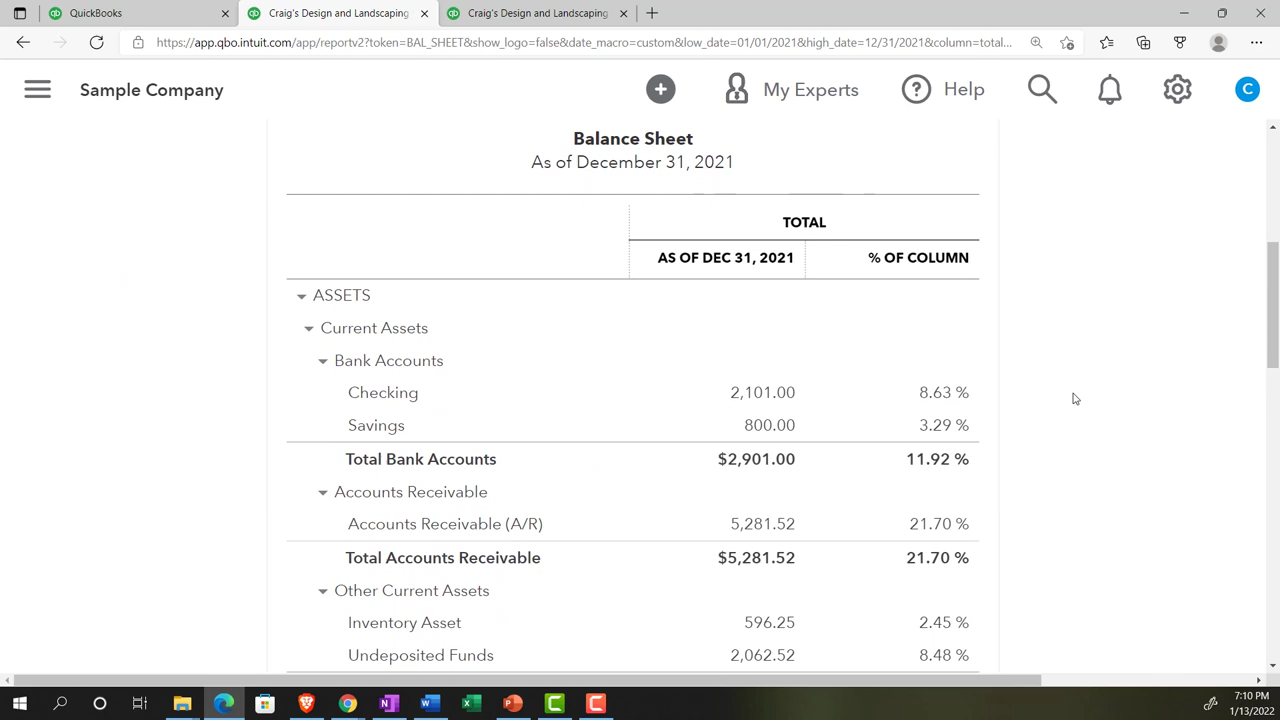 QuickBooks
Craig's Design and Landscaping
Craig's Design and Landscaping
https://app.qbo.intuit.com/app/reportv2?token=BAL_SHEET&show_logo=false&date_macro=custom&low_date=01/01/2021&high_date=12/31/2021&column=total...
Sample Company
My Experts
Help
C
Balance Sheet
As of December 31, 2021
TOTAL
AS OF DEC 31, 2021 % OF COLUMN
ASSETS
Current Assets
Bank Accounts
Checking 2,101.00 8.63 %
Savings 800.00 3.29 %
Total Bank Accounts $2,901.00 11.92 %
Accounts Receivable
Accounts Receivable (A/R) 5,281.52 21.70 %
Total Accounts Receivable $5,281.52 21.70 %
Other Current Assets
Inventory Asset 596.25 2.45 %
Undeposited Funds 2,062.52 8.48 %
7:10 PM
1/13/2022